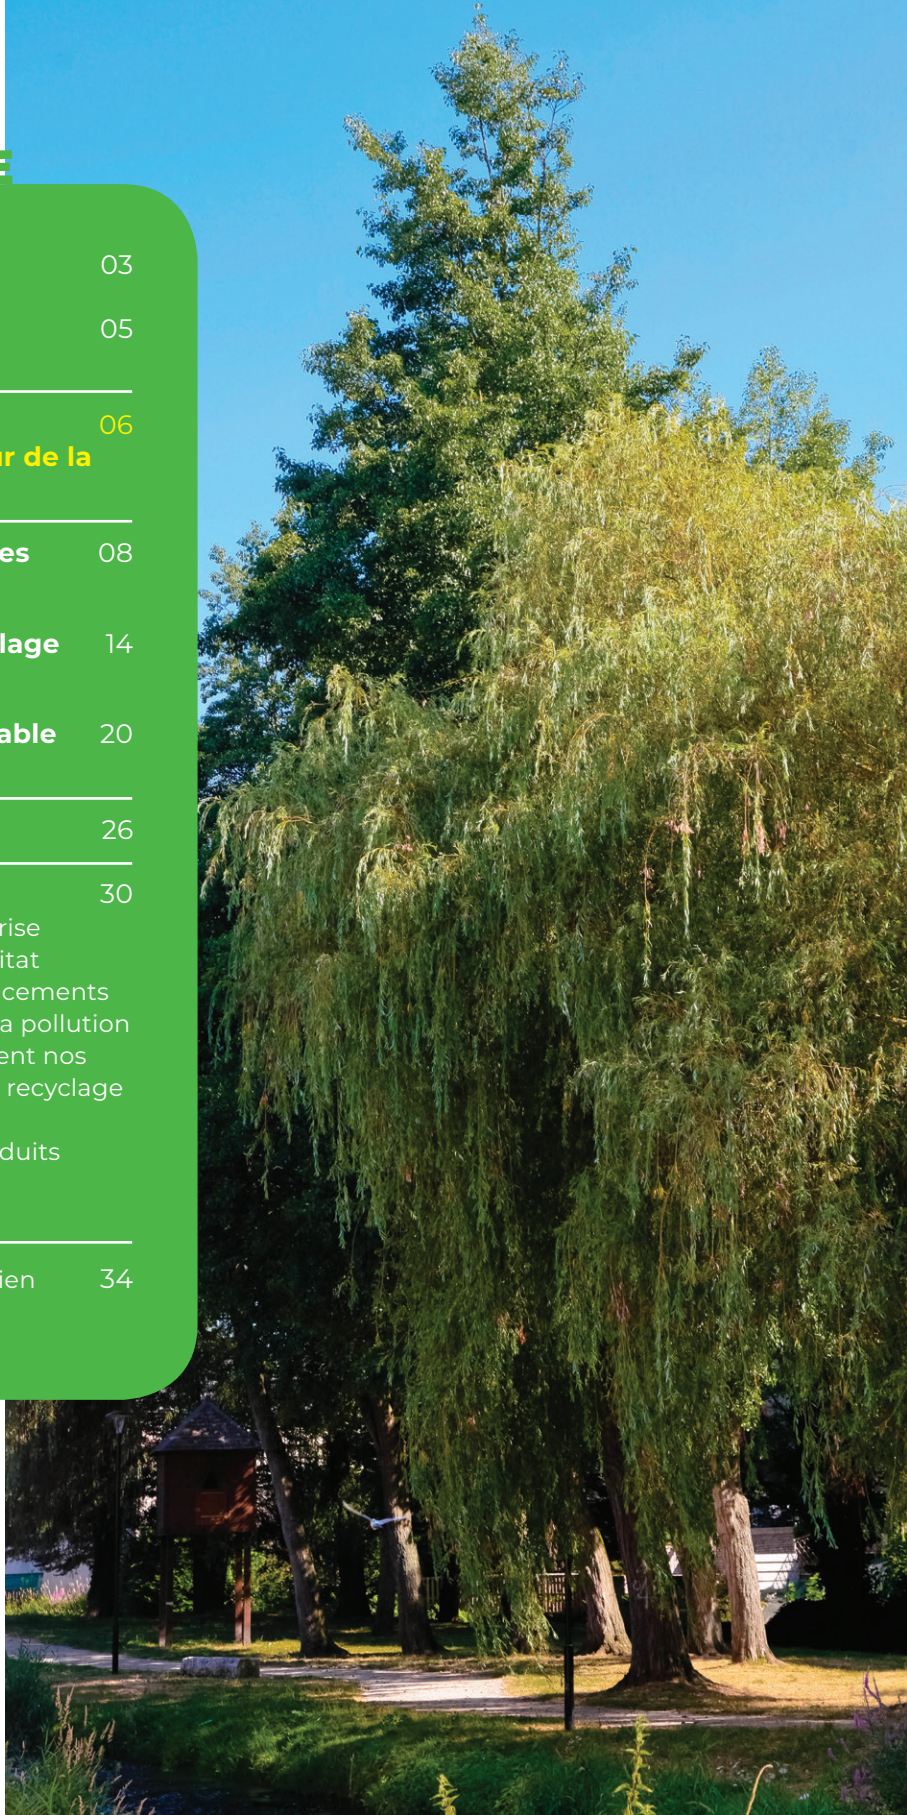 E
03
05
06
ur de la
es 08
lage 14
able 20
26
30
rise
itat
cements
a pollution
ent nos
recyclage
duits
ien 34